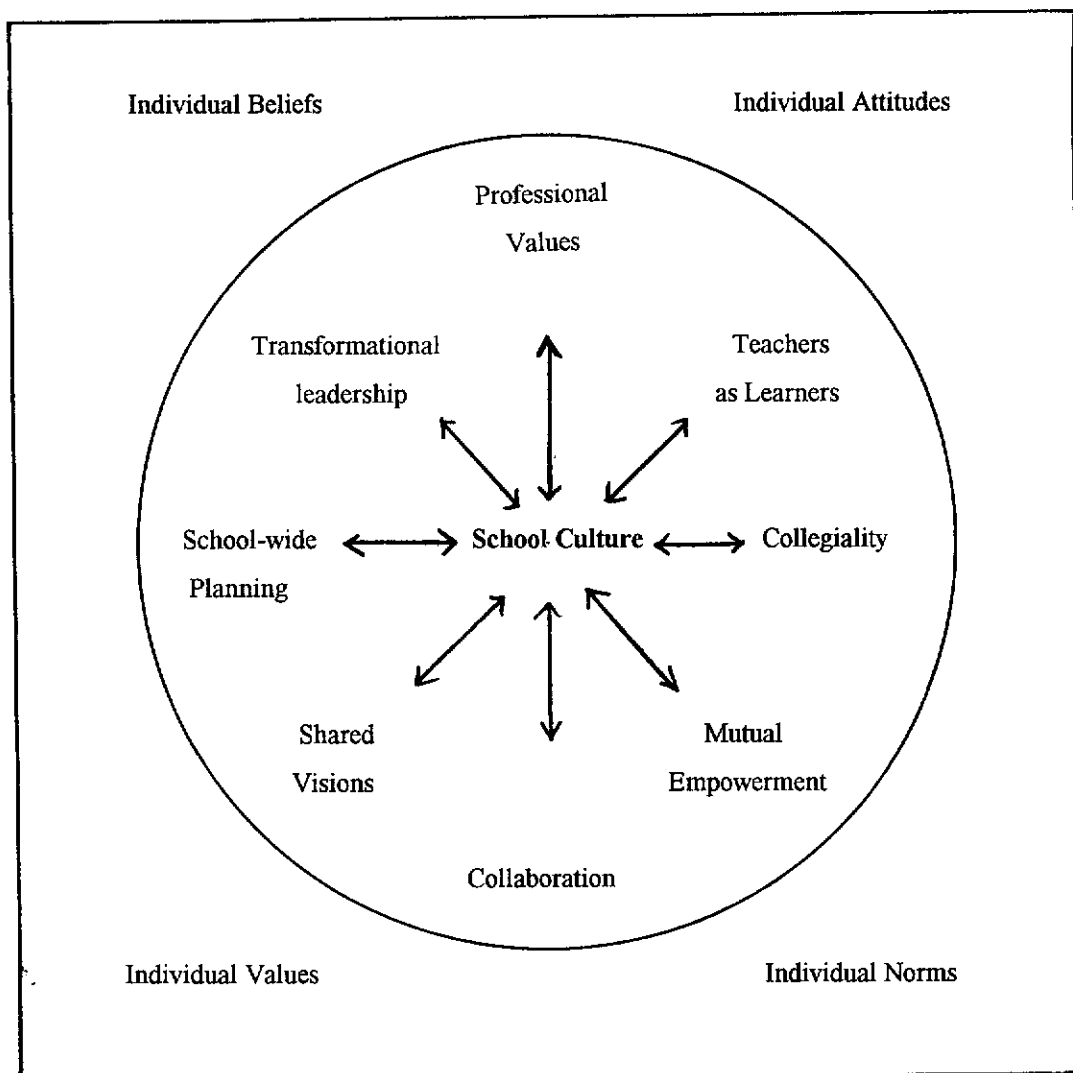 Individual Beliefs
Individual Attitudes
Professional
Values
Transformational
leadership
Teachers
as Learners
School-wide
Planning
School Culture
Collegiality
Shared
Visions
Mutual
Empowerment
Collaboration
Individual Values
Individual Norms